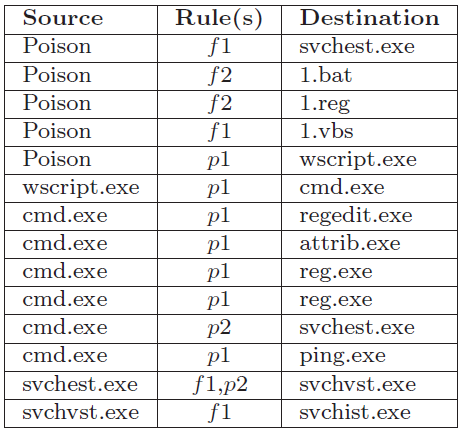 Source Rule(s) Destination
Poison f1 svchest.exe
Poison f2 1.bat
Poison f2 1.reg
Poison f1 1.vbs
Poison p1 wscript.exe
wscript.exe p1 cmd.exe
cmd.exe p1 regedit.exe
cmd.exe p1 attrib.exe
cmd.exe p1 reg.exe
cmd.exe p1 reg.exe
cmd.exe p2 svchest.exe
cmd.exe p1 ping.exe
svchest.exe f1,p2 svchvst.exe
svchvst.exe f1 svchist.exe